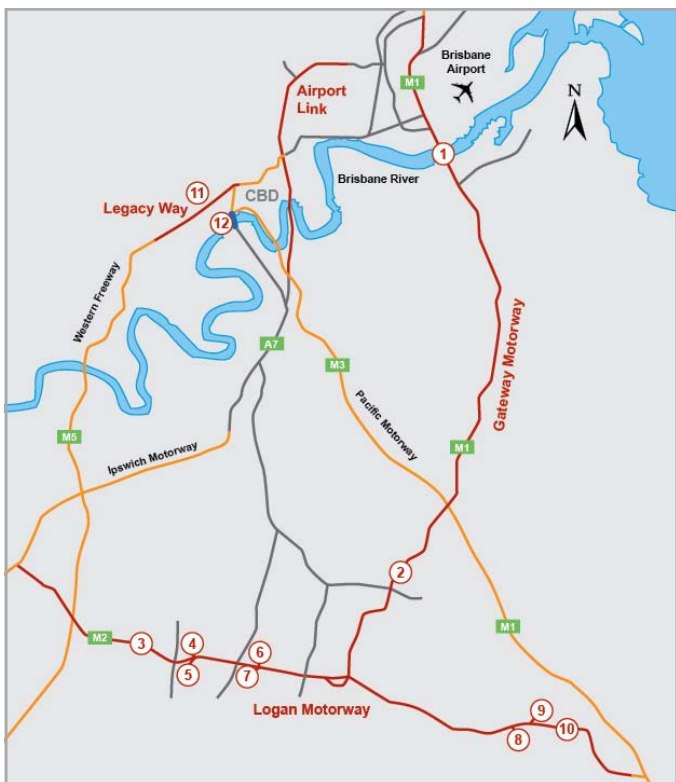 Brisbane
Airport
M1
Airport
Link
N
1
Brisbane River
11
CBD
Legacy Way
12
Western Freeway
A7
M3
Gateway Motorway
Pacific Motorway
M5
M1
Ipswich Motorway
2
M1
M2
3
4
6
5
7
Logan Motorway
9
10
8